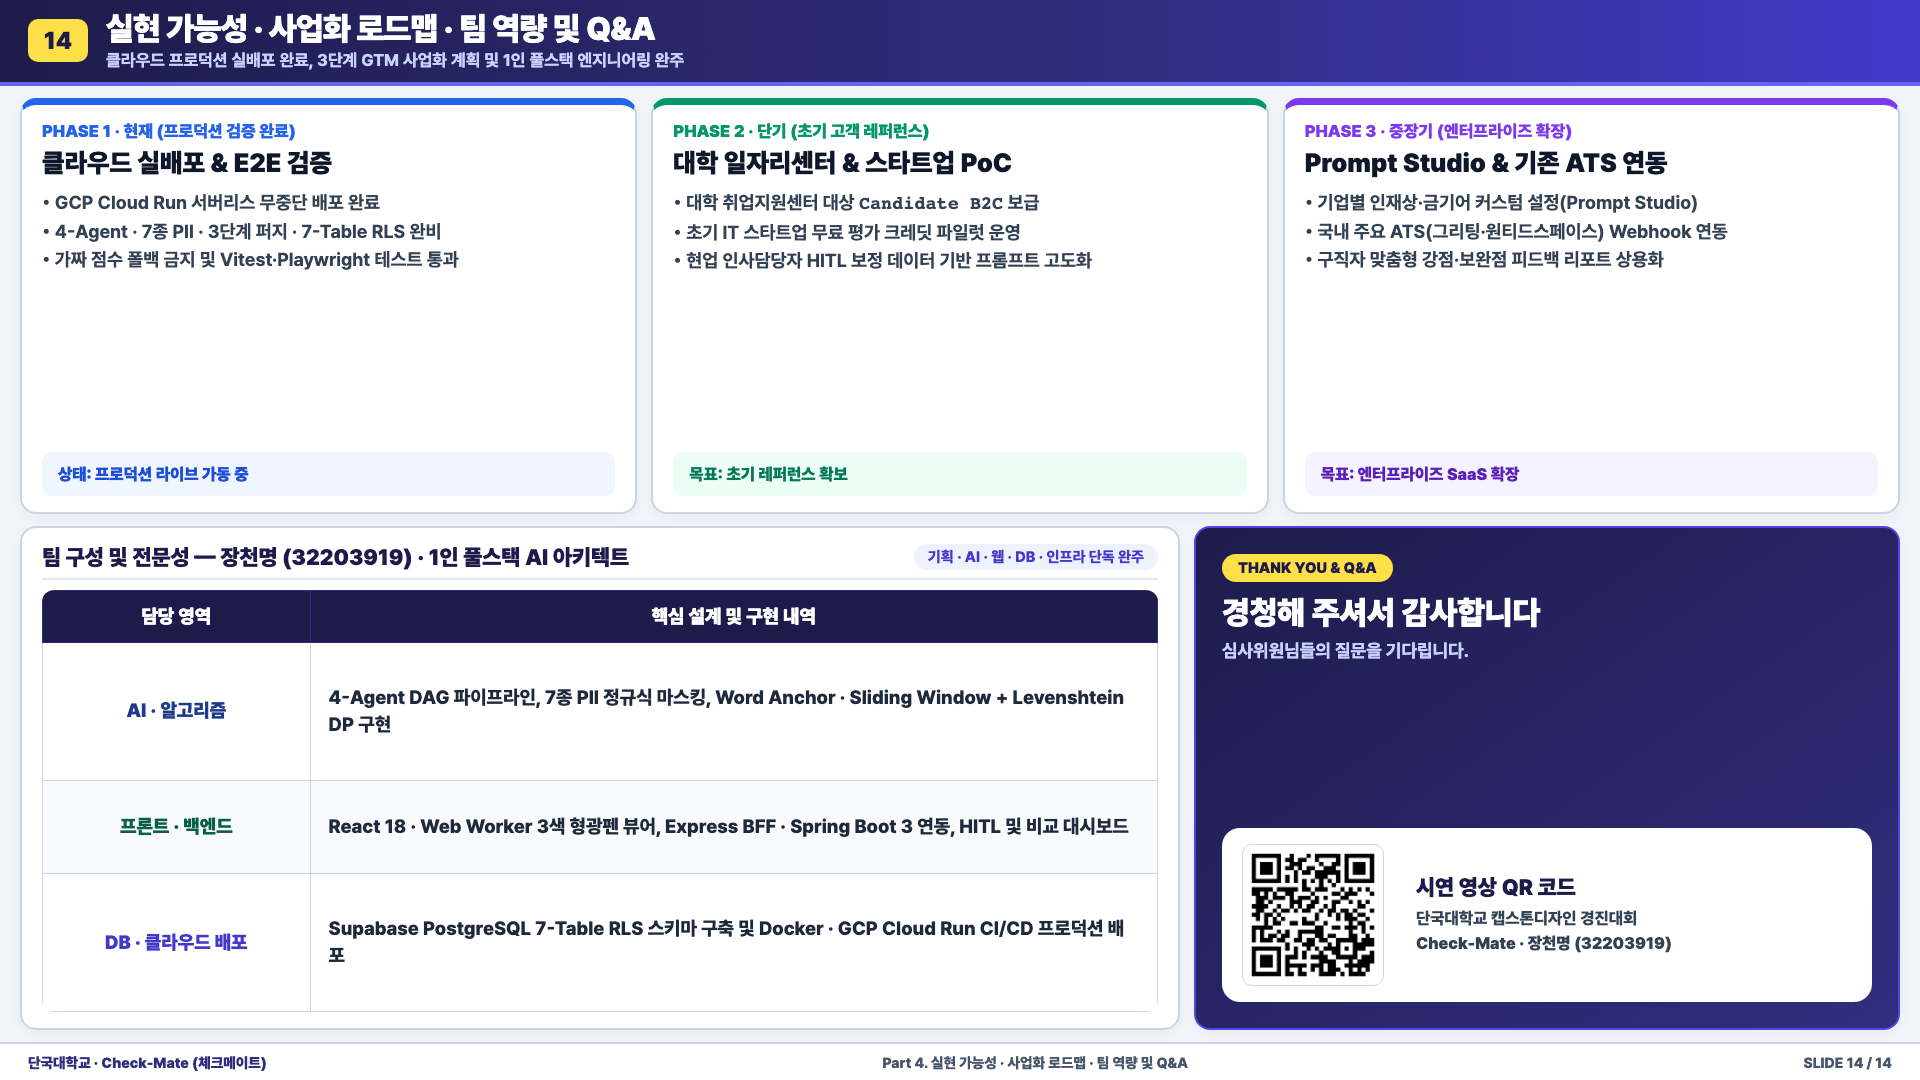 14
실현 가능성 · 사업화 로드맵 · 팀 역량 및 Q&A
클라우드 프로덕션 실배포 완료, 3단계 GTM 사업화 계획 및 1인 풀스택 엔지니어링 완주
PHASE 1 · 현재 (프로덕션 검증 완료)
클라우드 실배포 & E2E 검증
• GCP Cloud Run 서버리스 무중단 배포 완료
• 4-Agent · 7종 PII · 3단계 퍼지 · 7-Table RLS 완비
• 가짜 점수 폴백 금지 및 Vitest·Playwright 테스트 통과
상태: 프로덕션 라이브 가동 중
PHASE 2 · 단기 (초기 고객 레퍼런스)
대학 일자리센터 & 스타트업 PoC
• 대학 취업지원센터 대상 Candidate B2C 보급
• 초기 IT 스타트업 무료 평가 크레딧 파일럿 운영
• 현업 인사담당자 HITL 보정 데이터 기반 프롬프트 고도화
목표: 초기 레퍼런스 확보
PHASE 3 · 중장기 (엔터프라이즈 확장)
Prompt Studio & 기존 ATS 연동
• 기업별 인재상·금기어 커스텀 설정(Prompt Studio)
• 국내 주요 ATS(그리팅·원티드스페이스) Webhook 연동
• 구직자 맞춤형 강점·보완점 피드백 리포트 상용화
목표: 엔터프라이즈 SaaS 확장
팀 구성 및 전문성 — 장천명 (32203919) · 1인 풀스택 AI 아키텍트
기획 · AI · 웹 · DB · 인프라 단독 완주
담당 영역
핵심 설계 및 구현 내역
AI · 알고리즘
4-Agent DAG 파이프라인, 7종 PII 정규식 마스킹, Word Anchor · Sliding Window + Levenshtein
DP 구현
프론트 · 백엔드
React 18 · Web Worker 3색 형광펜 뷰어, Express BFF · Spring Boot 3 연동, HITL 및 비교 대시보드
DB · 클라우드 배포
Supabase PostgreSQL 7-Table RLS 스키마 구축 및 Docker · GCP Cloud Run CI/CD 프로덕션 배
포
THANK YOU & Q&A
경청해 주셔서 감사합니다
심사위원님들의 질문을 기다립니다.
시연 영상 QR 코드
단국대학교 캡스톤디자인 경진대회
Check-Mate · 장천명 (32203919)
단국대학교 · Check-Mate (체크메이트)
Part 4. 실현 가능성 · 사업화 로드맵 · 팀 역량 및 Q&A
SLIDE 14 / 14